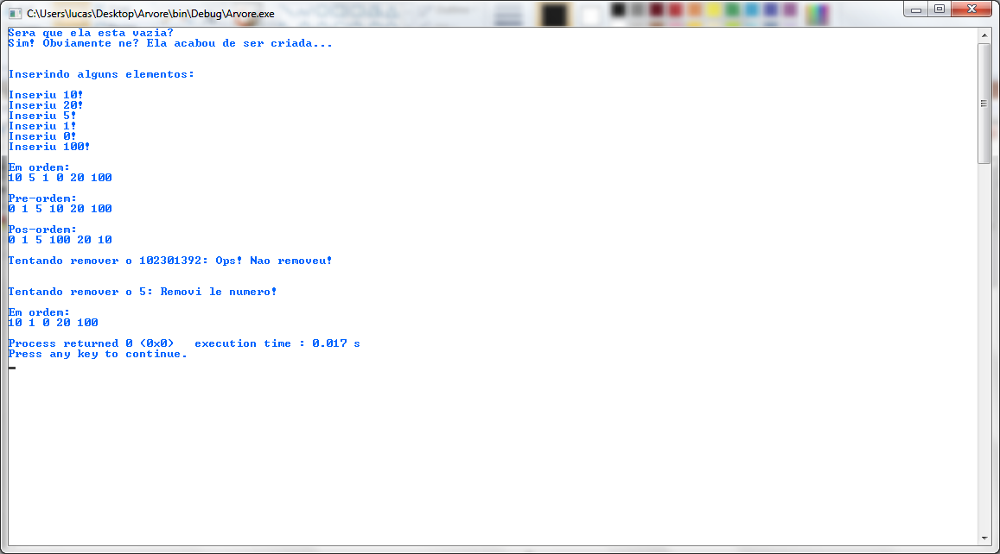 C:\Users\lucas\Desktop\Arvore\bin\Debug\Arvore.exe
Sera que ela esta vazia?
Sim! Obviamente ne? Ela acabou de ser criada...
Inserindo alguns elementos:
Inseriu 10!
Inseriu 20!
Inseriu 5!
Inseriu 1!
Inseriu 0!
Inseriu 100!
Em ordem:
10 5 1 0 20 100
Pre-ordem:
0 1 5 10 20 100
Pos-ordem:
0 1 5 100 20 10
Tentando remover o 102301392: Ops! Nao removeu!
Tentando remover o 5: Removi le numero!
Em ordem:
10 1 0 20 100
Process returned 0 (0x0)   execution time : 0.017 s
Press any key to continue.